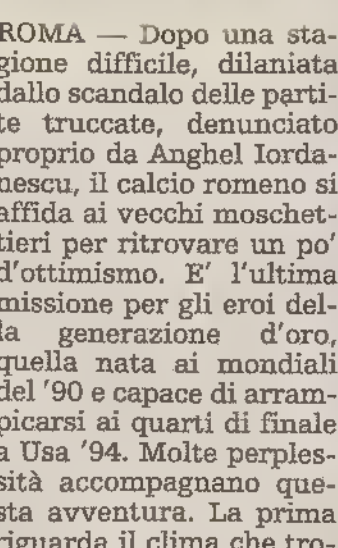 ROMA — Dopo una sta-
gione difficile, dilaniata
dallo scandalo delle parti-
te truccate, denunciato
proprio da Anghel Iorda-
nescu, il calcio romeno si
affida ai vecchi moschet-
tieri per ritrovare un po'
d'ottimismo. E' l'ultima
missione per gli eroi del-
la generazione d'oro,
quella nata ai mondiali
del '90 e capace di arram-
picarsi ai quarti di finale
a Usa '94. Molte perples-
sità accompagnano que-
sta avventura. La prima
riguarda il clima che tro-